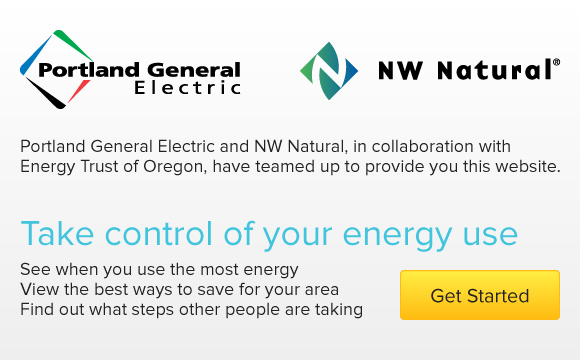 Portland General
Electric
NW Natural®
Portland General Electric and NW Natural, in collaboration with
Energy Trust of Oregon, have teamed up to provide you this website.
Take control of your energy use
See when you use the most energy
View the best ways to save for your area
Find out what steps other people are taking
Get Started